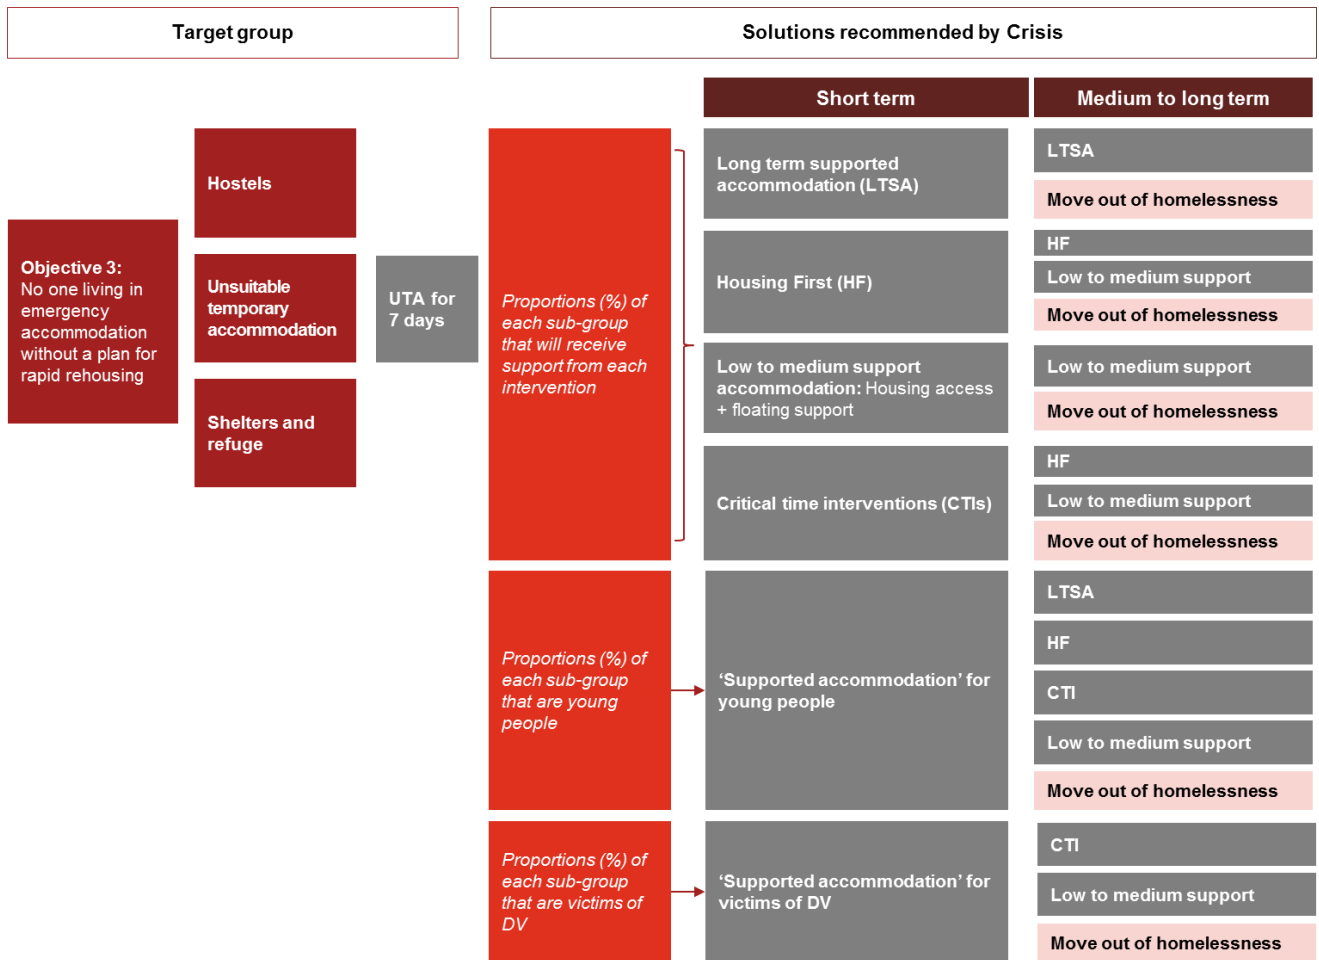 Target group
Solutions recommended by Crisis
Short term
Medium to long term
Objective 3:
No one living in
emergency
accommodation
without a plan for
rapid rehousing
Hostels
Unsuitable
temporary
accommodation
Shelters and
refuge
UTA for
7 days
Proportions (%) of
each sub-group
that will receive
support from each
intervention
Long term supported
accommodation (LTSA)
LTSA
Move out of homelessness
Housing First (HF)
HF
Low to medium support
Move out of homelessness
Low to medium support
accommodation: Housing access
+ floating support
Low to medium support
Move out of homelessness
Critical time interventions (CTIs)
HF
Low to medium support
Move out of homelessness
Proportions (%) of
each sub-group
that are young
people
‘Supported accommodation’ for
young people
LTSA
HF
CTI
Low to medium support
Move out of homelessness
Proportions (%) of
each sub-group
that are victims of
DV
‘Supported accommodation’ for
victims of DV
CTI
Low to medium support
Move out of homelessness